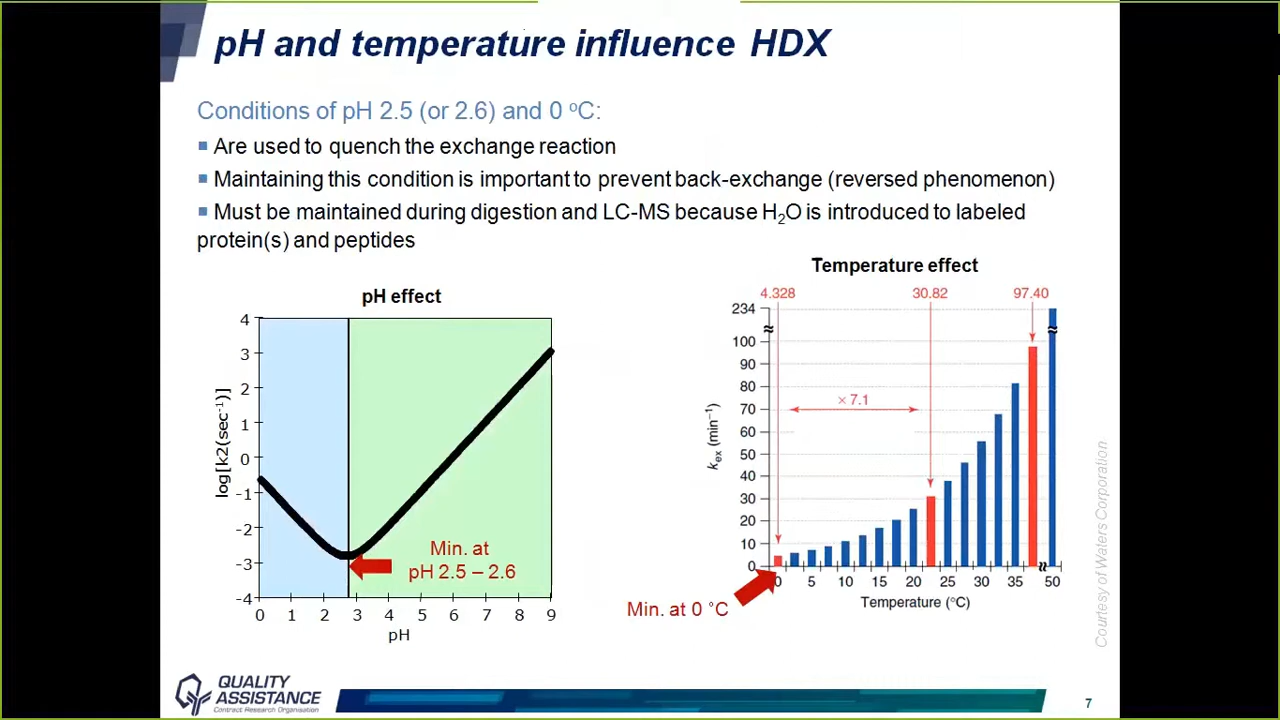 pH and temperature influence HDX
Conditions of pH 2.5 (or 2.6) and 0 °C:
▪ Are used to quench the exchange reaction
▪ Maintaining this condition is important to prevent back-exchange (reversed phenomenon)
▪ Must be maintained during digestion and LC-MS because H₂O is introduced to labeled
protein(s) and peptides
pH effect
4
3
2
1
0
-1
-2
-3
-4
log[k2(sec⁻¹)]
0 1 2 3 4 5 6 7 8 9
pH
Min. at
pH 2.5 – 2.6
Temperature effect
4.328 30.82 97.40
234
100
90
80
70
60
50
40
30
20
10
0
× 7.1
kex (min⁻¹)
0 5 10 15 20 25 30 35 50
Temperature (°C)
Min. at 0 °C
Courtesy of Waters Corporation
QUALITY
ASSISTANCE
Contract Research Organisation
7